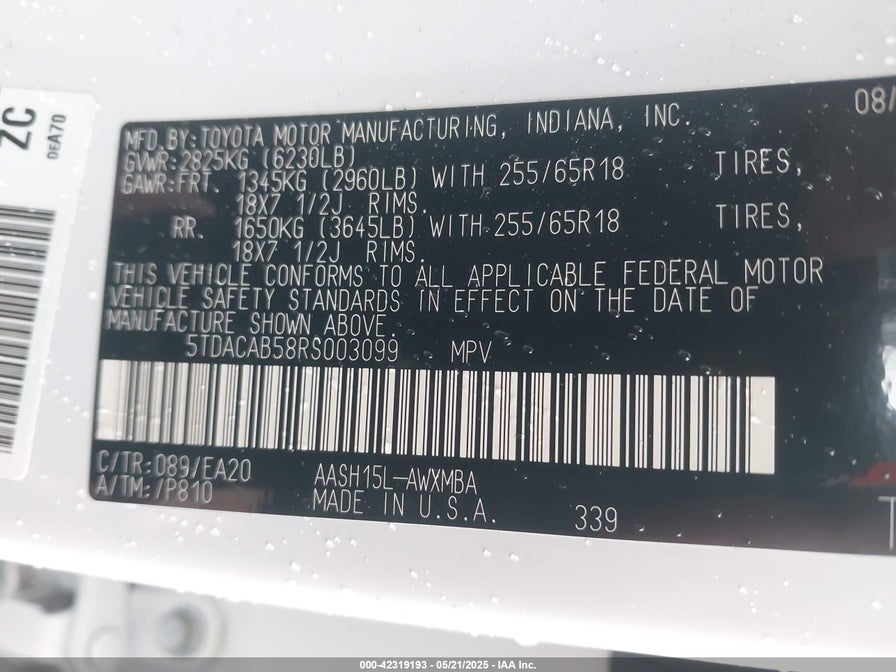 ZC
0EA70
08/
MFD.BY:TOYOTA MOTOR MANUFACTURING, INDIANA, INC.
GVWR:2825KG (6230LB)
GAWR:FRT. 1345KG (2960LB) WITH 255/65R18 TIRES,
18X7 1/2J RIMS.
RR. 1650KG (3645LB) WITH 255/65R18 TIRES,
18X7 1/2J RIMS.
THIS VEHICLE CONFORMS TO ALL APPLICABLE FEDERAL MOTOR
VEHICLE SAFETY STANDARDS IN EFFECT ON THE DATE OF
MANUFACTURE SHOWN ABOVE.
5TDACAB58RS003099 MPV
C/TR:089/EA20 AASH15L-AWXMBA
A/TM:/P810 MADE IN U.S.A. 339
000-42319193 - 05/21/2025 - IAA Inc.